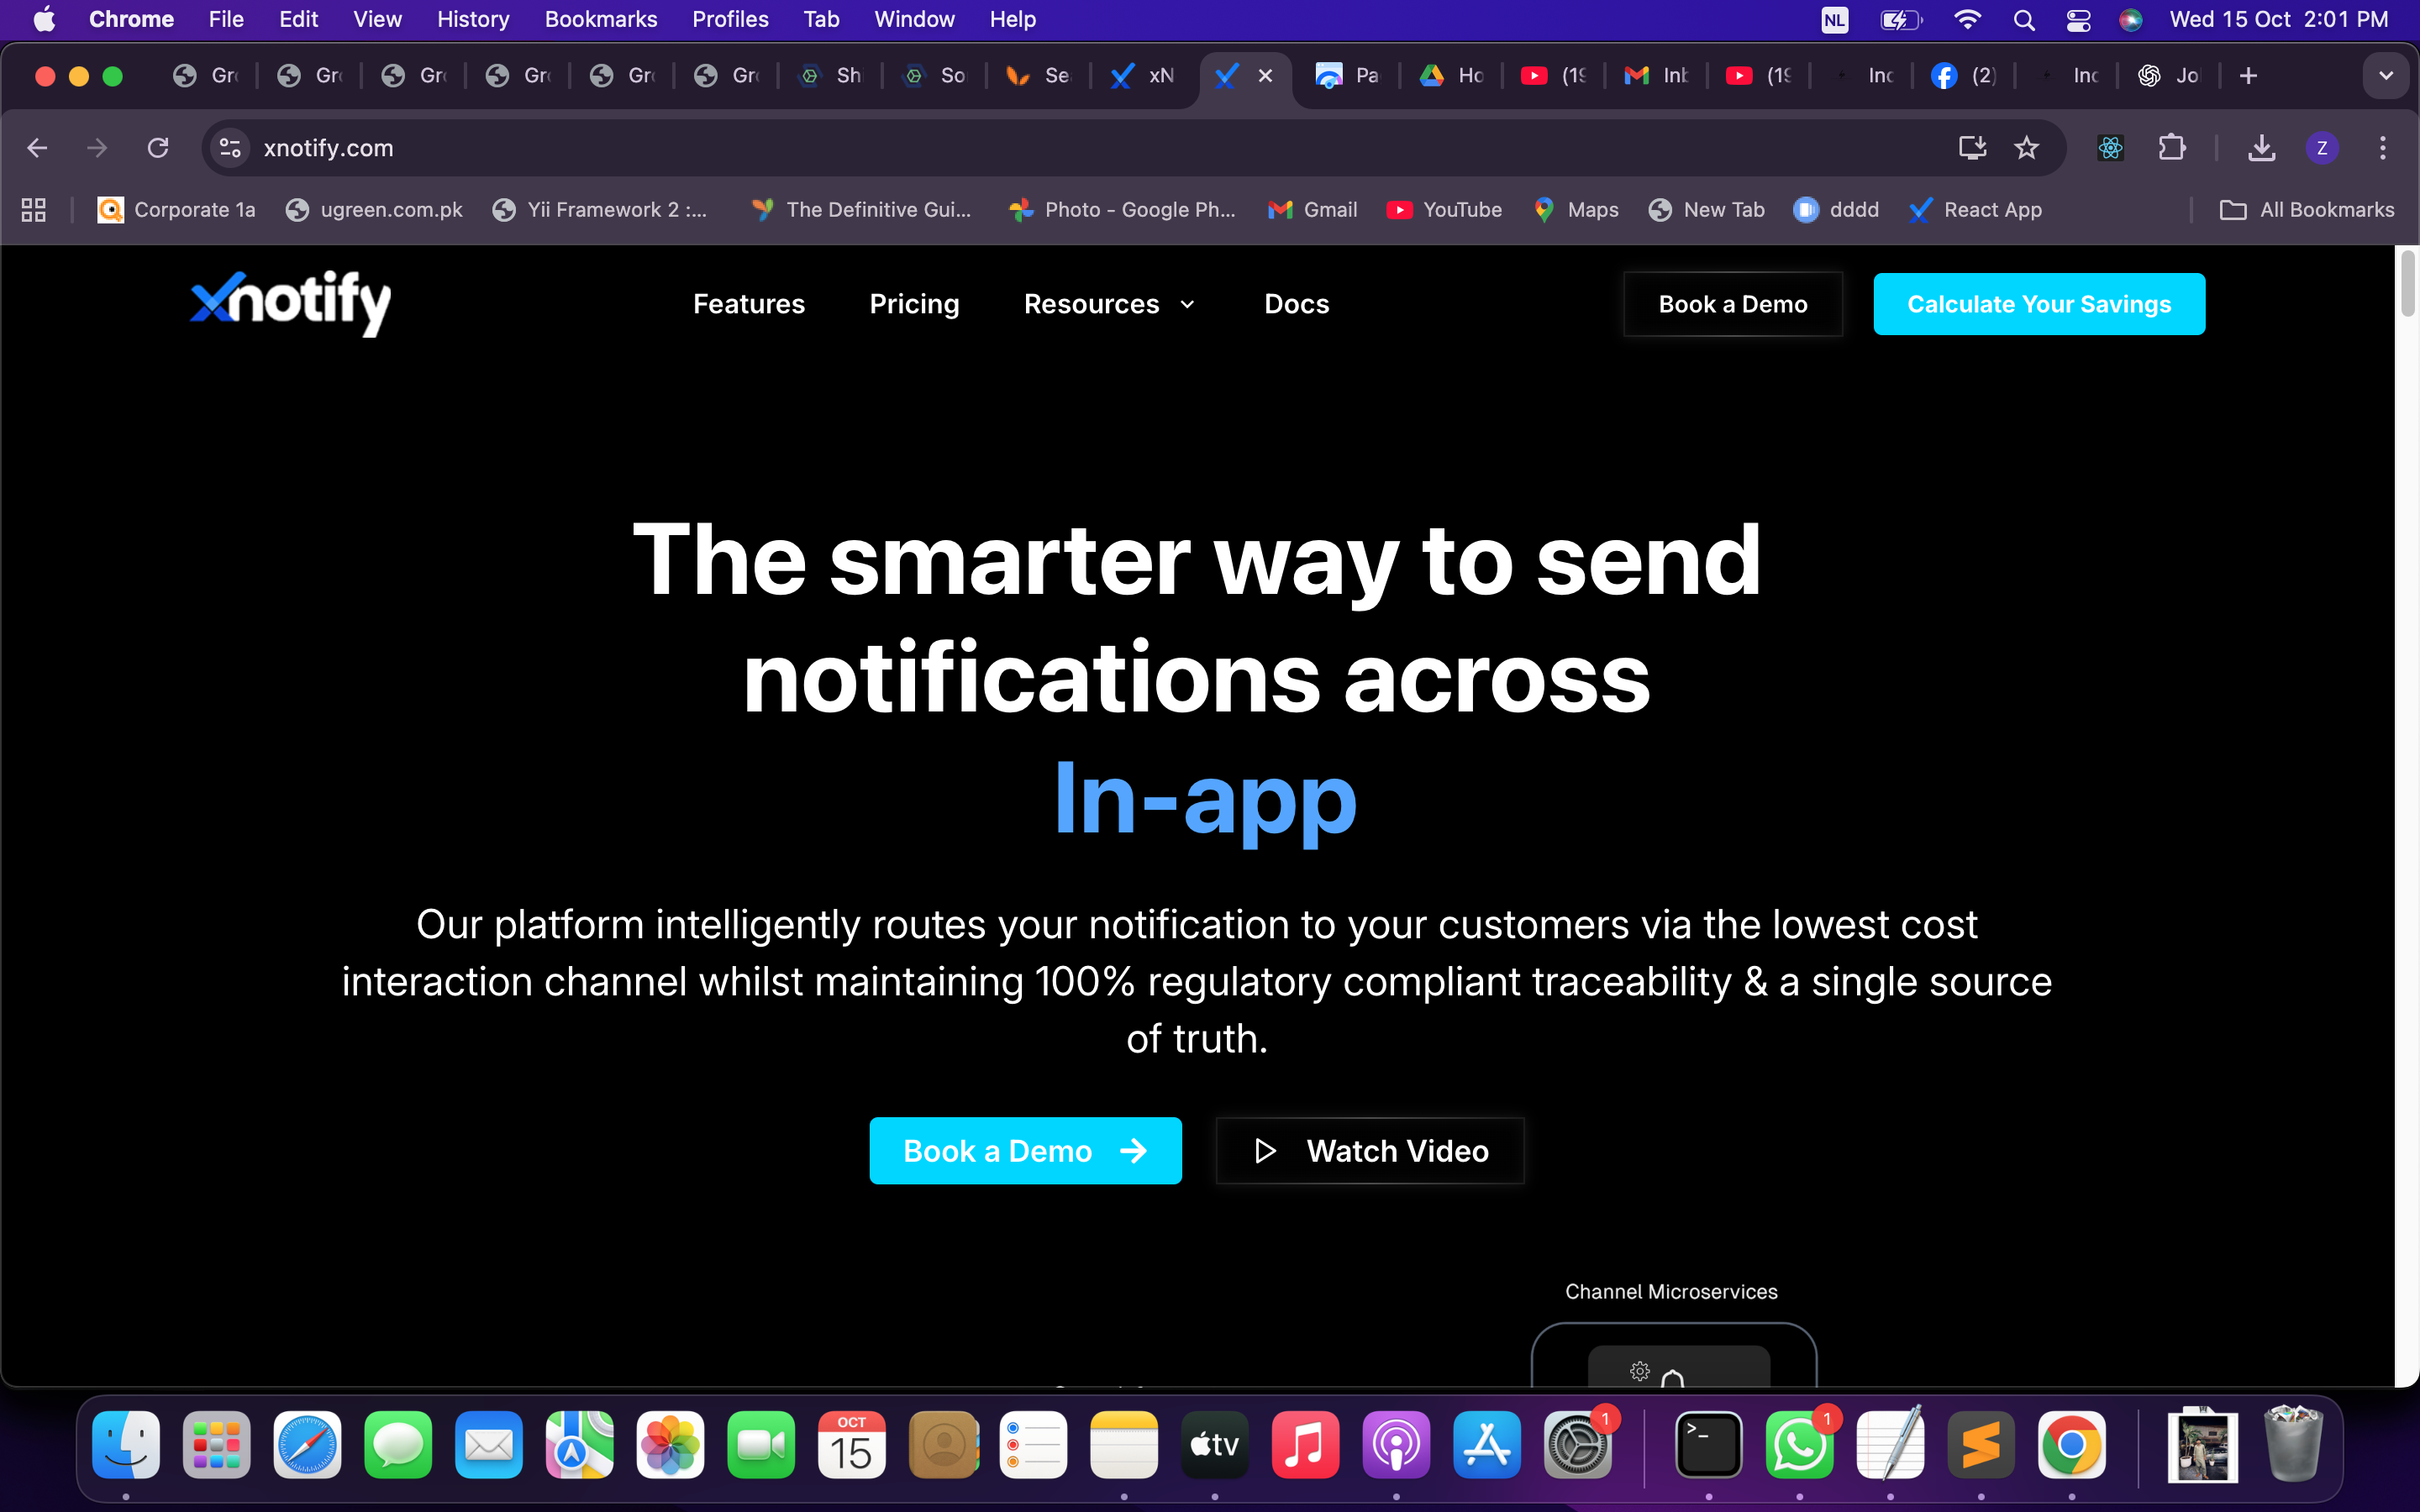 Chrome File Edit View History Bookmarks Profiles Tab Window Help NL Wed 15 Oct 2:01 PM
Gr Gr Gr Gr Gr Gr Sh So Se xN Pa Ho (19 Inb (19 Inc (2) Inc Jo
xnotify.com Z
Corporate 1a ugreen.com.pk Yii Framework 2 :... The Definitive Gui... Photo - Google Ph... Gmail YouTube Maps New Tab dddd React App All Bookmarks
xnotify Features Pricing Resources Docs Book a Demo Calculate Your Savings
The smarter way to send
notifications across
In-app
Our platform intelligently routes your notification to your customers via the lowest cost
interaction channel whilst maintaining 100% regulatory compliant traceability & a single source
of truth.
Book a Demo Watch Video
Channel Microservices
OCT
15 tv 1 >_ 1